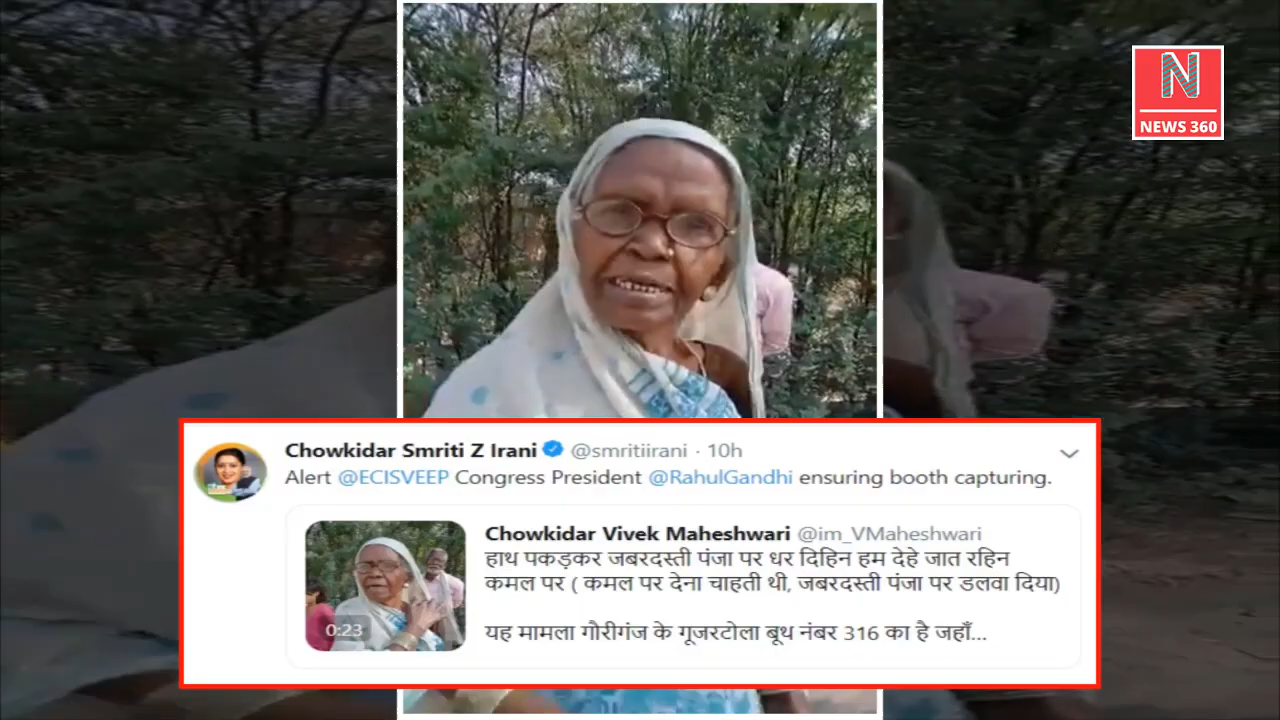 N
NEWS 360
Chowkidar Smriti Z Irani @smritiirani · 10h
Alert @ECISVEEP Congress President @RahulGandhi ensuring booth capturing.
Chowkidar Vivek Maheshwari @im_VMaheshwari
हाथ पकड़कर जबरदस्ती पंजा पर धर दिहिन हम देहे जात रहिन
कमल पर ( कमल पर देना चाहती थी, जबरदस्ती पंजा पर डलवा दिया)
0:23
यह मामला गौरीगंज के गूजरटोला बूथ नंबर 316 का है जहाँ...